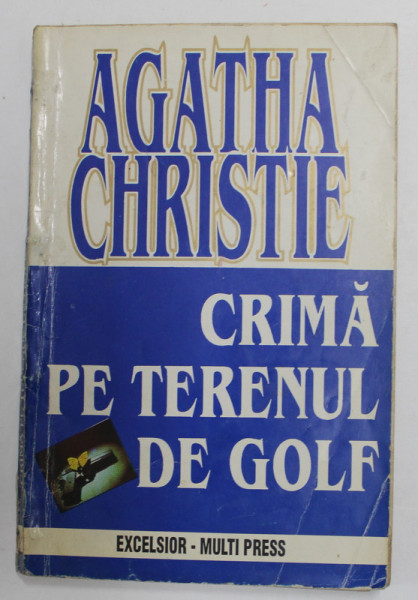 AGATHA
CHRISTIE
CRIMĂ
PE TERENUL
DE GOLF
EXCELSIOR - MULTI PRESS